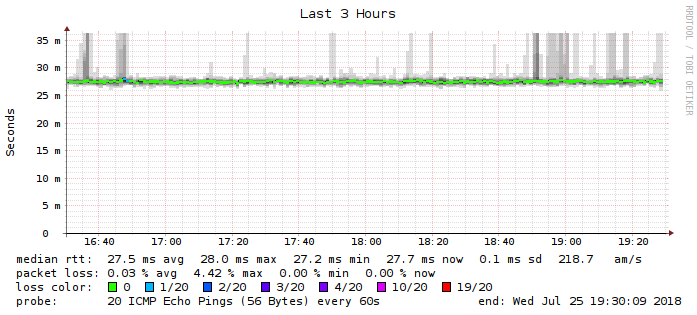 Last 3 Hours
RRDTOOL / TOBI OETIKER
Seconds
35 m
30 m
25 m
20 m
15 m
10 m
5 m
0
16:40 17:00 17:20 17:40 18:00 18:20 18:40 19:00 19:20
median rtt: 27.5 ms avg 28.0 ms max 27.2 ms min 27.7 ms now 0.1 ms sd 218.7 am/s
packet loss: 0.03 % avg 4.42 % max 0.00 % min 0.00 % now
loss color: 0 1/20 2/20 3/20 4/20 10/20 19/20
probe: 20 ICMP Echo Pings (56 Bytes) every 60s end: Wed Jul 25 19:30:09 2018